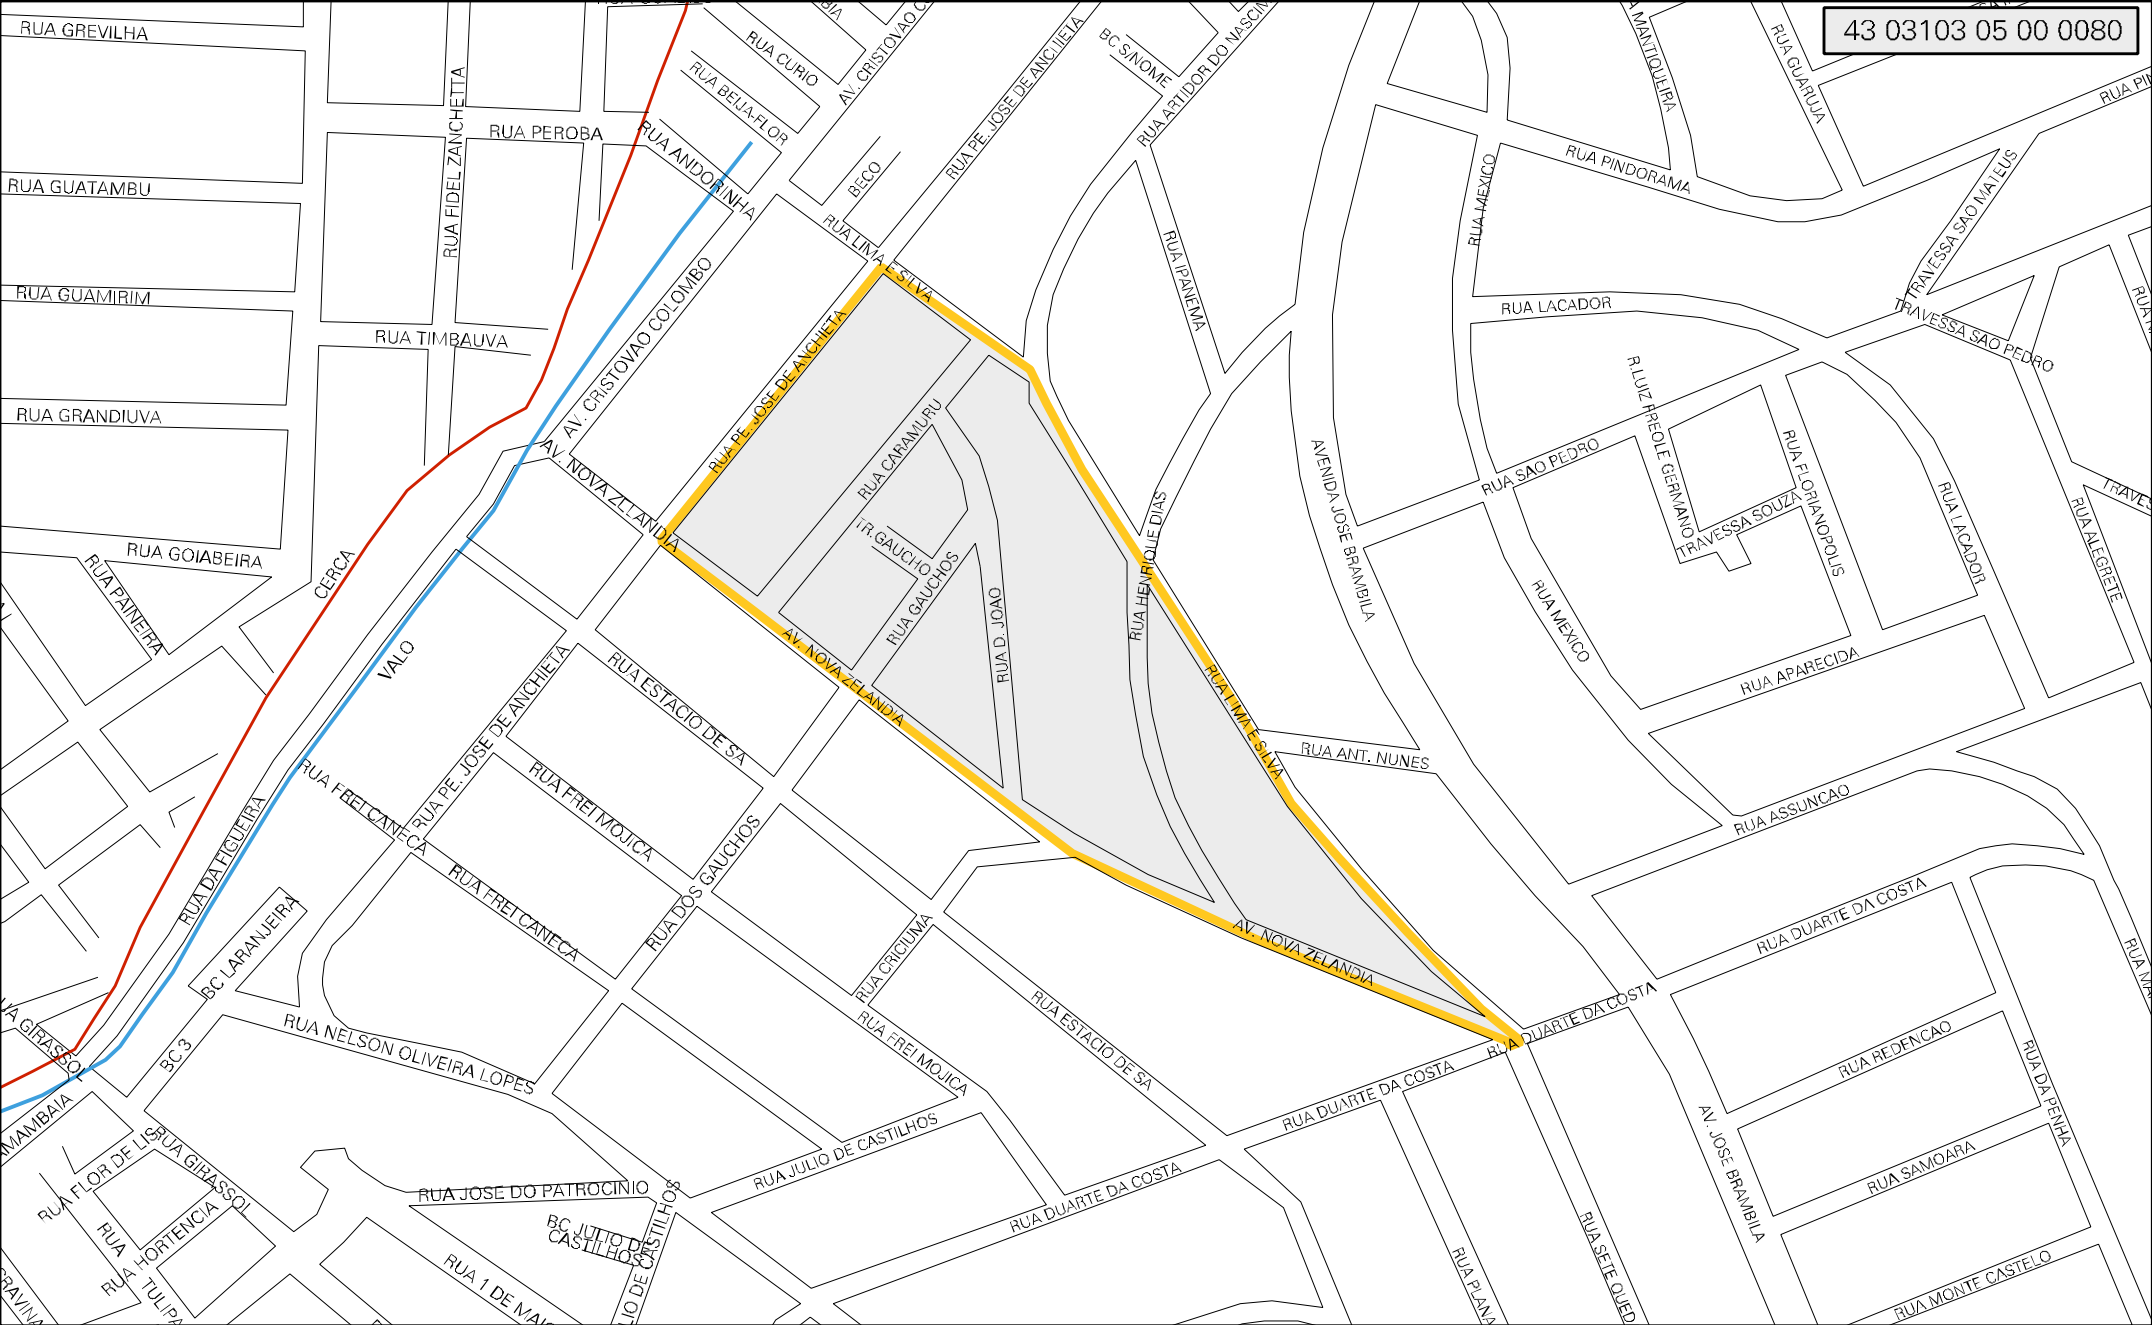 43 03103 05 00 0080
RUA GREVILHA
RUA CURIO
RUA BEIJA-FLOR
RUA PE. JOSE DE ANCHIETA
BC S/NOME
RUA GUARUJA
RUA FIDEL ZANCHETTA
RUA PEROBA
RUA ANDORINHA
BECO
RUA PINDORAMA
TRAVESSA SAO MATEUS
RUA GUATAMBU
RUA LIMA E SILVA
RUA IPANEMA
RUA MEXICO
RUA GUAMIRIM
RUA LACADOR
TRAVESSA SAO PEDRO
RUA TIMBAUVA
AV. CRISTOVAO COLOMBO
RUA PE. JOSE DE ANCHIETA
RUA GRANDIUVA
RUA CARAMURU
AV. NOVA ZELANDIA
AVENIDA JOSE BRAMBILA
RUA SAO PEDRO
R.LUIZ FREOLE GERMANO
RUA FLORIANOPOLIS
TRAVESSA SOUZA
RUA LACADOR
RUA ALEGRETE
RUA GOIABEIRA
RUA PAINEIRA
CERCA
TR.GAUCHO
RUA GAUCHOS
RUA D. JOAO
RUA HENRIQUE DIAS
RUA MEXICO
RUA APARECIDA
VALO
RUA ESTACIO DE SA
AV. NOVA ZELANDIA
RUA LIMA E SILVA
RUA ANT. NUNES
RUA PE. JOSE DE ANCHIETA
RUA FREI MOJICA
RUA FREI CANECA
RUA ASSUNCAO
RUA DA FIGUEIRA
RUA FREI CANECA
RUA DOS GAUCHOS
RUA CRICIUMA
AV. NOVA ZELANDIA
RUA DUARTE DA COSTA
BC LARANJEIRA
RUA ESTACIO DE SA
RUA FREI MOJICA
RUA DUARTE DA COSTA
RUA GIRASSOL
BC 3
RUA NELSON OLIVEIRA LOPES
RUA DUARTE DA COSTA
RUA REDENCAO
RUA DA PENHA
RUA FLOR DE LIS
RUA GIRASSOL
RUA JULIO DE CASTILHOS
RUA JOSE DO PATROCINIO
RUA DUARTE DA COSTA
AV. JOSE BRAMBILA
RUA SAMOARA
RUA HORTENCIA
RUA TULIPA
BC JULIO DE
CASTILHOS
RUA 1 DE MAIO
RUA MONTE CASTELO